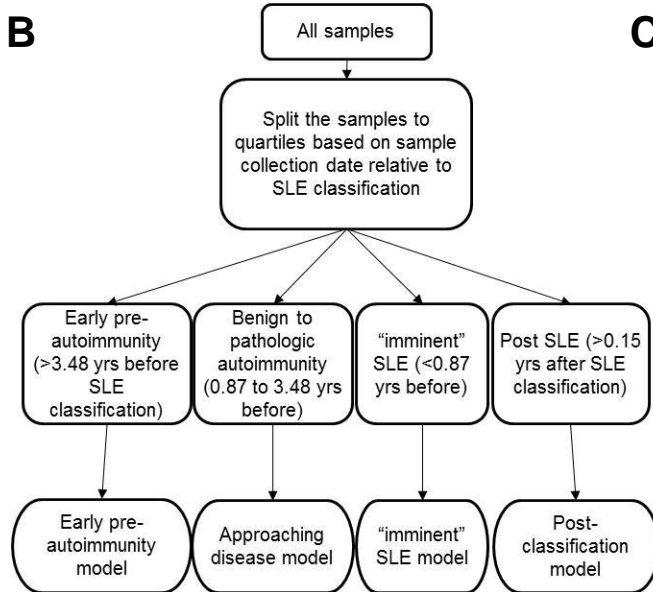 B
C
All samples
Split the samples to
quartiles based on sample
collection date relative to
SLE classification
Early pre-
autoimmunity
(>3.48 yrs before
SLE
classification)
Benign to
pathologic
autoimmunity
(0.87 to 3.48 yrs
before)
“imminent”
SLE (<0.87
yrs before)
Post SLE (>0.15
yrs after SLE
classification)
Early pre-
autoimmunity
model
Approaching
disease model
“imminent”
SLE model
Post-
classification
model